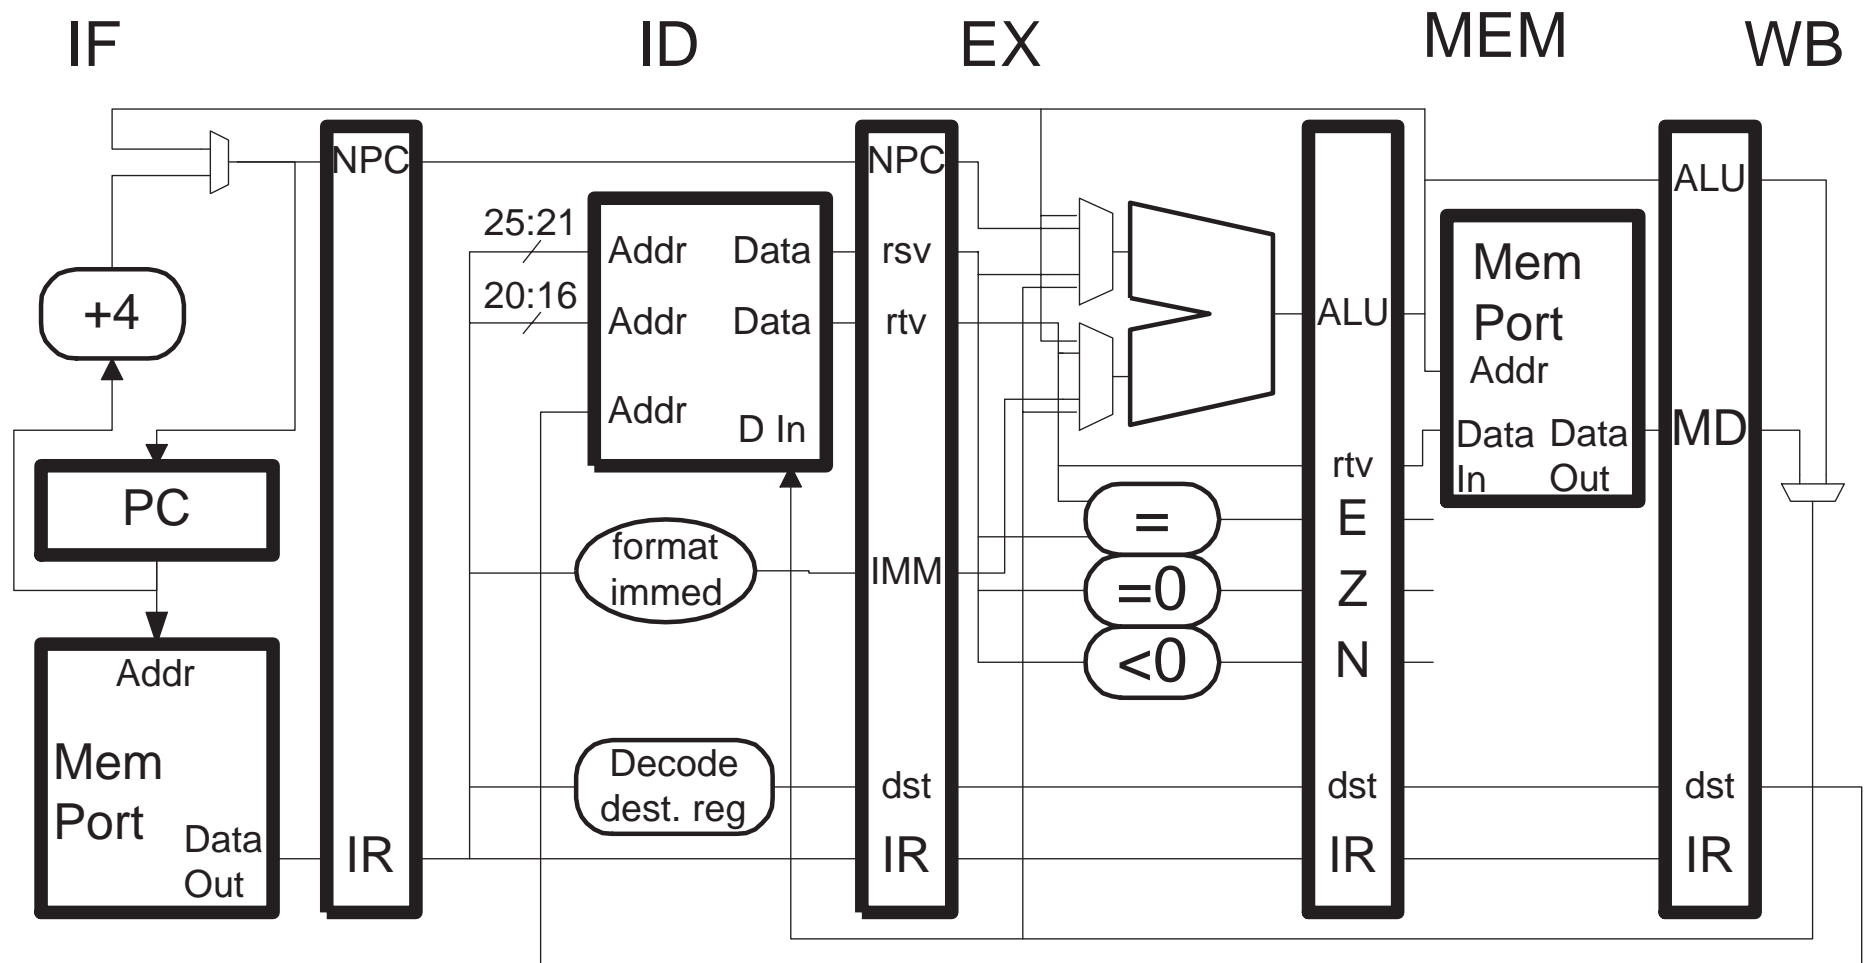 IF
ID
EX
MEM
WB
+4
PC
Addr
Mem
Port
Data
Out
NPC
IR
25:21
20:16
Addr
Data
Addr
Data
Addr
D In
format
immed
Decode
dest. reg
NPC
rsv
rtv
IMM
dst
IR
=
=0
<0
ALU
rtv
E
Z
N
dst
IR
Mem
Port
Addr
Data
In
Data
Out
ALU
MD
dst
IR